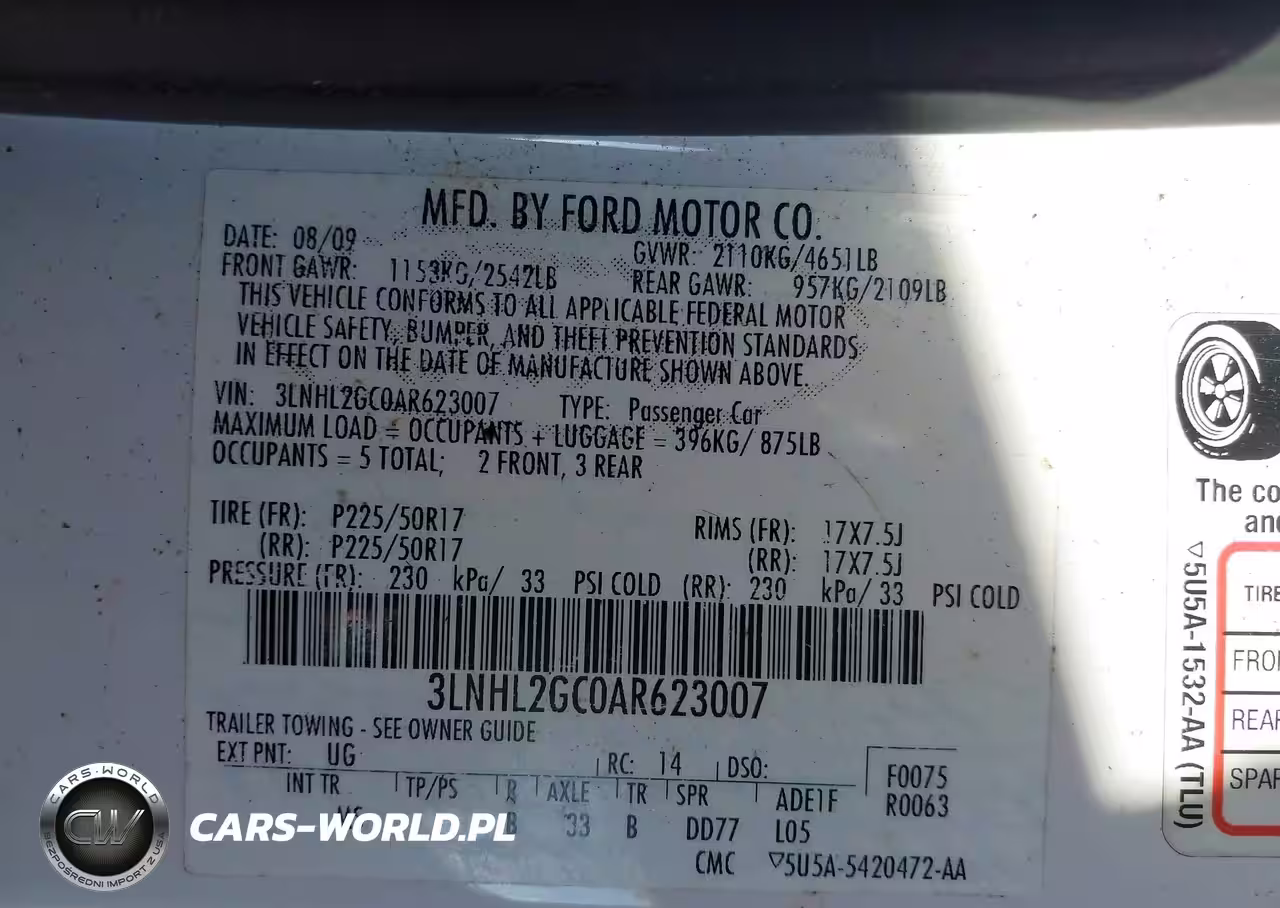 MFD. BY FORD MOTOR CO.
DATE: 08/09 GVWR: 2110KG/4651LB
FRONT GAWR: 1153KG/2542LB REAR GAWR: 957KG/2109LB
THIS VEHICLE CONFORMS TO ALL APPLICABLE FEDERAL MOTOR
VEHICLE SAFETY, BUMPER, AND THEFT PREVENTION STANDARDS
IN EFFECT ON THE DATE OF MANUFACTURE SHOWN ABOVE.
VIN: 3LNHL2GC0AR623007 TYPE: Passenger Car
MAXIMUM LOAD = OCCUPANTS + LUGGAGE = 396KG/ 875LB
OCCUPANTS = 5 TOTAL; 2 FRONT, 3 REAR
TIRE (FR): P225/50R17 RIMS (FR): 17X7.5J
(RR): P225/50R17 (RR): 17X7.5J
PRESSURE (FR): 230 kPa/ 33 PSI COLD (RR): 230 kPa/ 33 PSI COLD
3LNHL2GC0AR623007
TRAILER TOWING - SEE OWNER GUIDE
EXT PNT: UG RC: 14 DSO: F0075
INT TR TP/PS R AXLE TR SPR ADE1F R0063
B 33 B DD77 L05
CMC ▽5U5A-5420472-AA
The co
and
TIRE
FRO
REAR
SPAR
▽5U5A-1532-AA (TLU)
CARS-WORLD
CW
BEZPOŚREDNI IMPORT Z USA
CARS-WORLD.PL